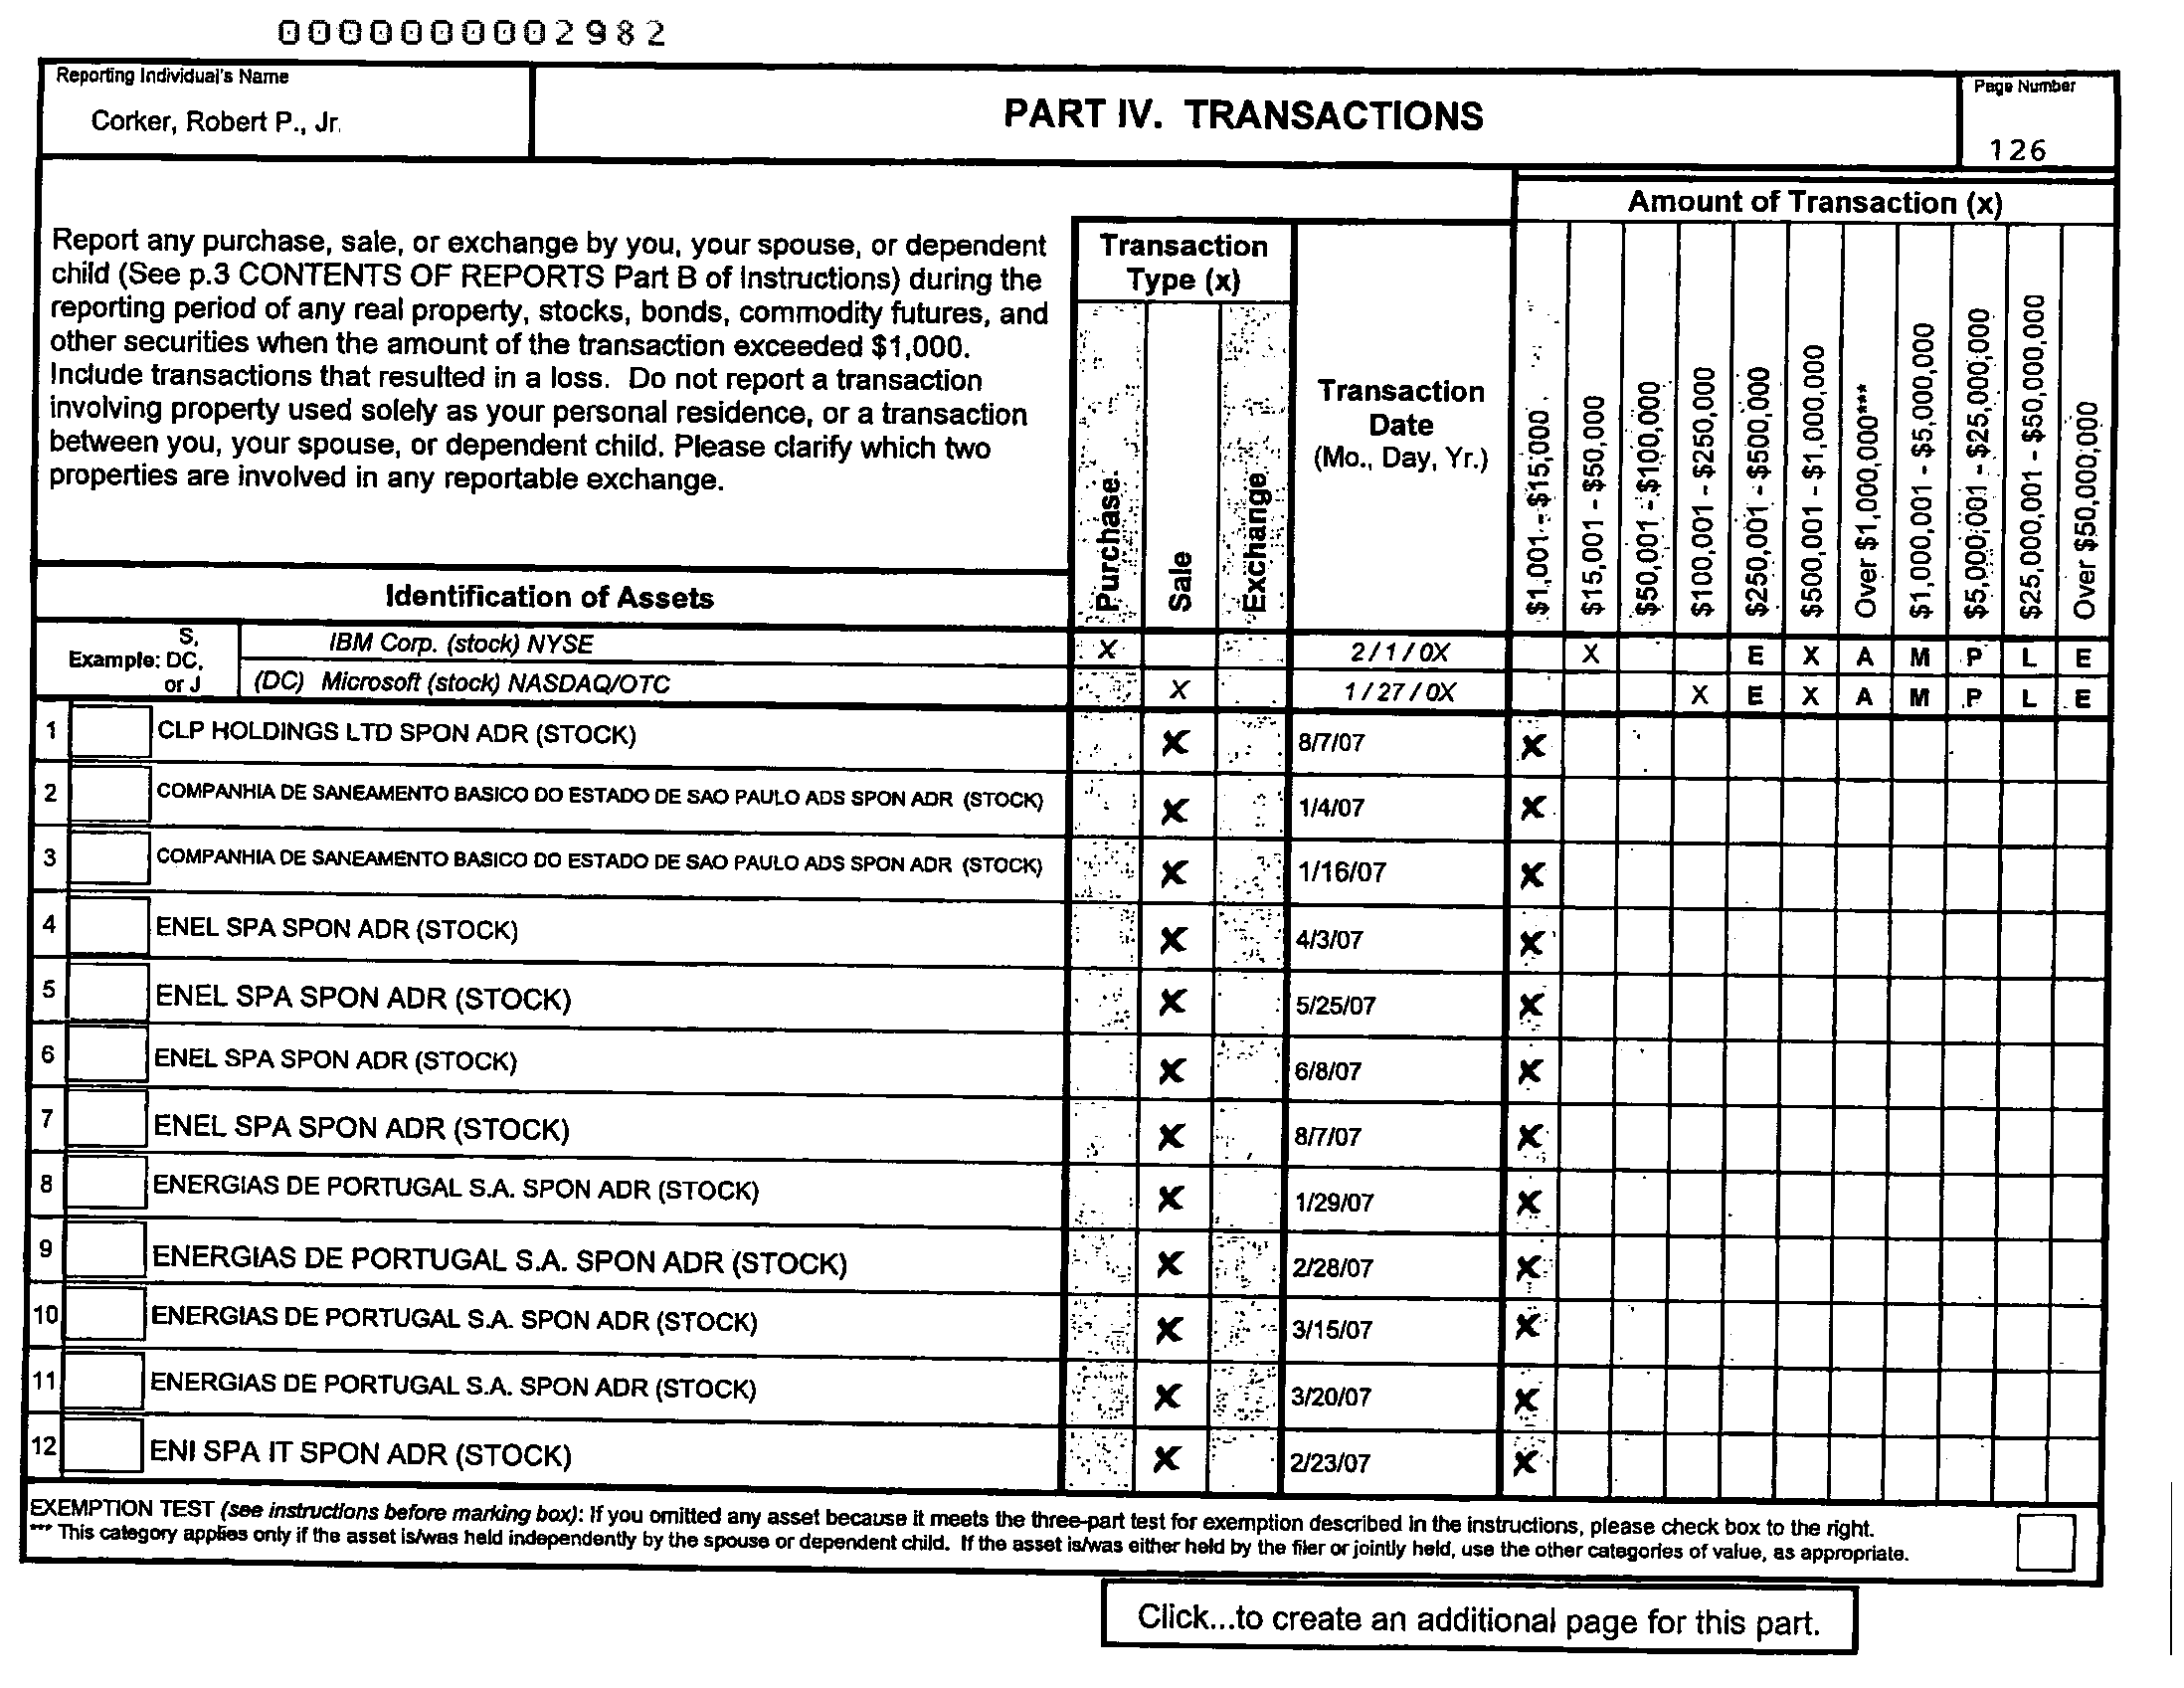 0000000002982
Reporting Individual's Name
Corker, Robert P., Jr.
PART IV. TRANSACTIONS
Page Number
126
Report any purchase, sale, or exchange by you, your spouse, or dependent
child (See p.3 CONTENTS OF REPORTS Part B of Instructions) during the
reporting period of any real property, stocks, bonds, commodity futures, and
other securities when the amount of the transaction exceeded $1,000.
Include transactions that resulted in a loss. Do not report a transaction
involving property used solely as your personal residence, or a transaction
between you, your spouse, or dependent child. Please clarify which two
properties are involved in any reportable exchange.
Identification of Assets
Transaction
Type (x)
Purchase
Sale
Exchange
Transaction
Date
(Mo., Day, Yr.)
Amount of Transaction (x)
$1,001 - $15,000
$15,001 - $50,000
$50,001 - $100,000
$100,001 - $250,000
$250,001 - $500,000
$500,001 - $1,000,000
Over $1,000,000***
$1,000,001 - $5,000,000
$5,000,001 - $25,000,000
$25,000,001 - $50,000,000
Over $50,000,000
Example: S, DC, or J
IBM Corp. (stock) NYSE X 2 / 1 / 0X X E X A M P L E
(DC) Microsoft (stock) NASDAQ/OTC X 1 / 27 / 0X X E X A M P L E
1 CLP HOLDINGS LTD SPON ADR (STOCK) X 8/7/07 X
2 COMPANHIA DE SANEAMENTO BASICO DO ESTADO DE SAO PAULO ADS SPON ADR (STOCK) X 1/4/07 X
3 COMPANHIA DE SANEAMENTO BASICO DO ESTADO DE SAO PAULO ADS SPON ADR (STOCK) X 1/16/07 X
4 ENEL SPA SPON ADR (STOCK) X 4/3/07 X
5 ENEL SPA SPON ADR (STOCK) X 5/25/07 X
6 ENEL SPA SPON ADR (STOCK) X 6/8/07 X
7 ENEL SPA SPON ADR (STOCK) X 8/7/07 X
8 ENERGIAS DE PORTUGAL S.A. SPON ADR (STOCK) X 1/29/07 X
9 ENERGIAS DE PORTUGAL S.A. SPON ADR (STOCK) X 2/28/07 X
10 ENERGIAS DE PORTUGAL S.A. SPON ADR (STOCK) X 3/15/07 X
11 ENERGIAS DE PORTUGAL S.A. SPON ADR (STOCK) X 3/20/07 X
12 ENI SPA IT SPON ADR (STOCK) X 2/23/07 X
EXEMPTION TEST (see instructions before marking box): If you omitted any asset because it meets the three-part test for exemption described in the instructions, please check box to the right.
*** This category applies only if the asset is/was held independently by the spouse or dependent child. If the asset is/was either held by the filer or jointly held, use the other categories of value, as appropriate.
Click...to create an additional page for this part.